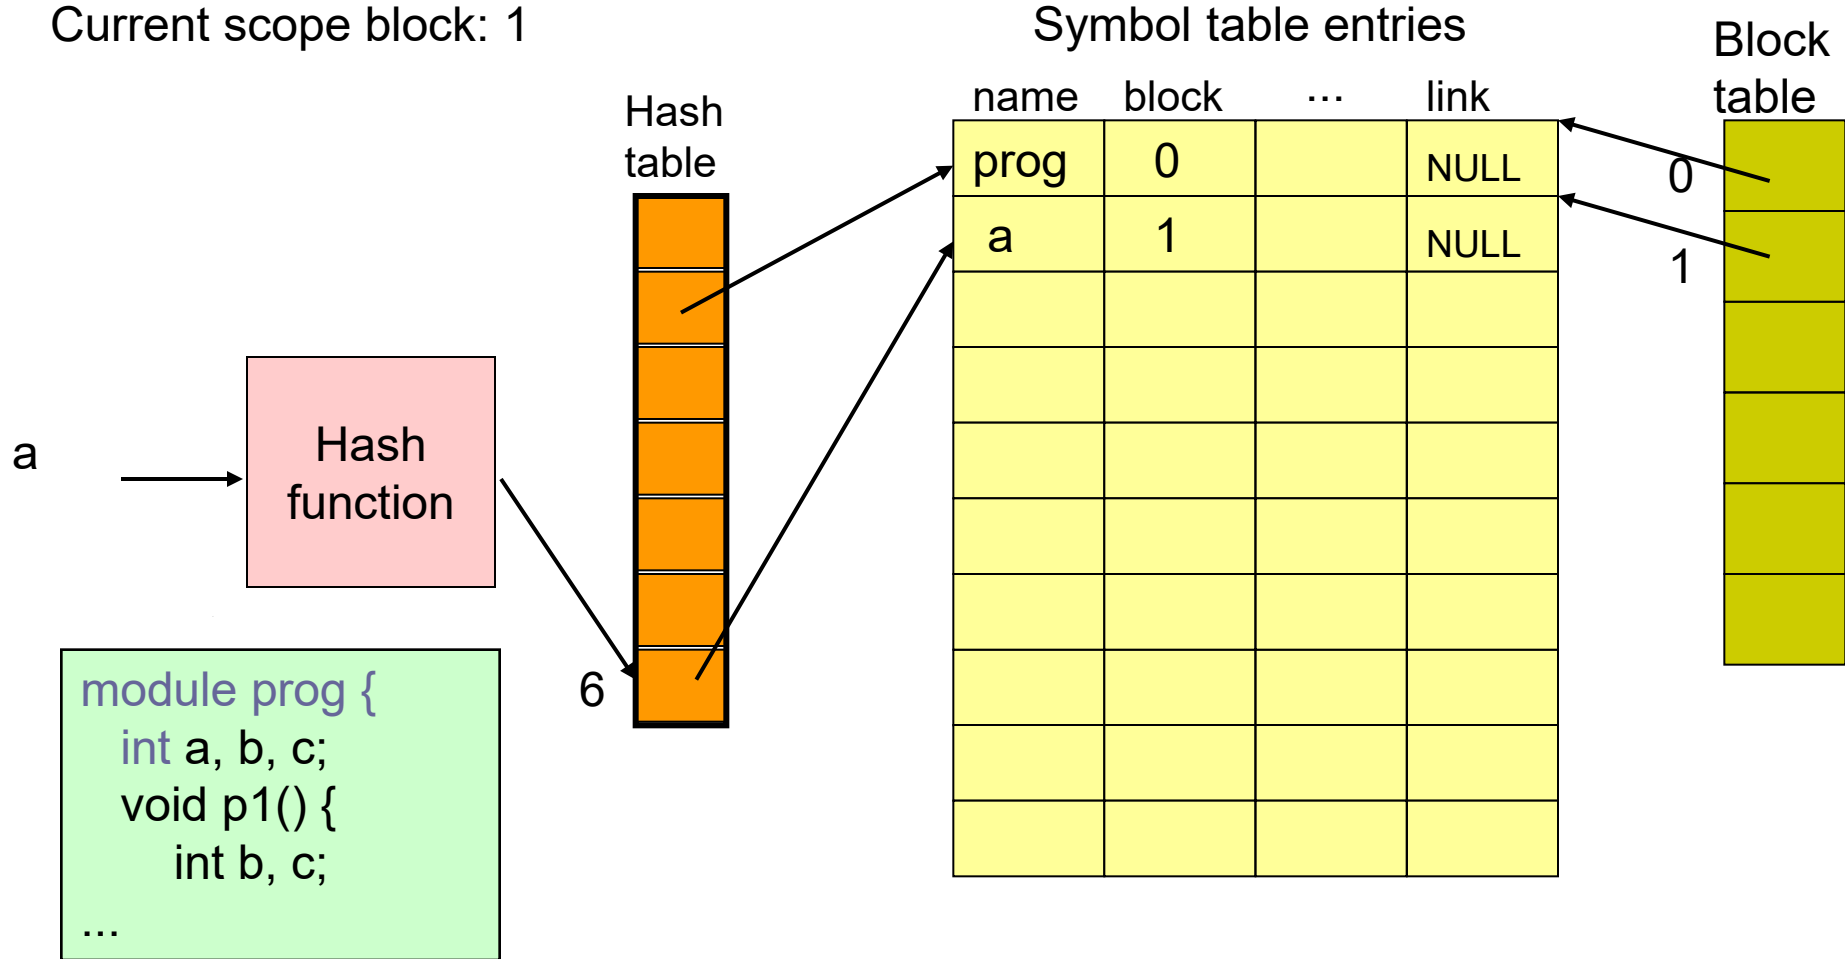 Current scope block: 1
Symbol table entries
Block
table
name block ... link
Hash
table
prog 0 NULL
0
a 1 NULL
1
a
Hash
function
6
module prog {
int a, b, c;
void p1() {
int b, c;
...